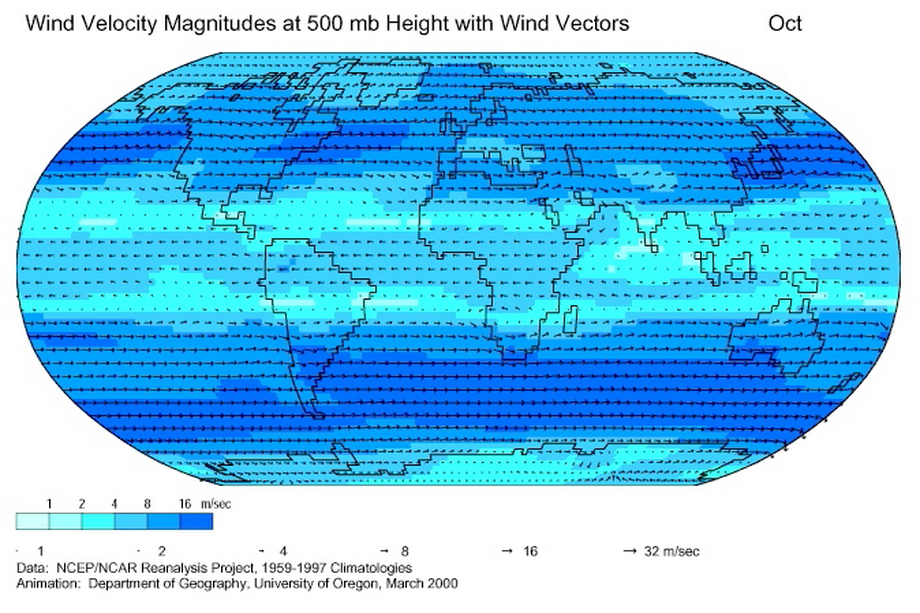 Wind Velocity Magnitudes at 500 mb Height with Wind Vectors Oct
1 2 4 8 16 m/sec
1 2 4 8 16 32 m/sec
Data: NCEP/NCAR Reanalysis Project, 1959-1997 Climatologies
Animation: Department of Geography, University of Oregon, March 2000